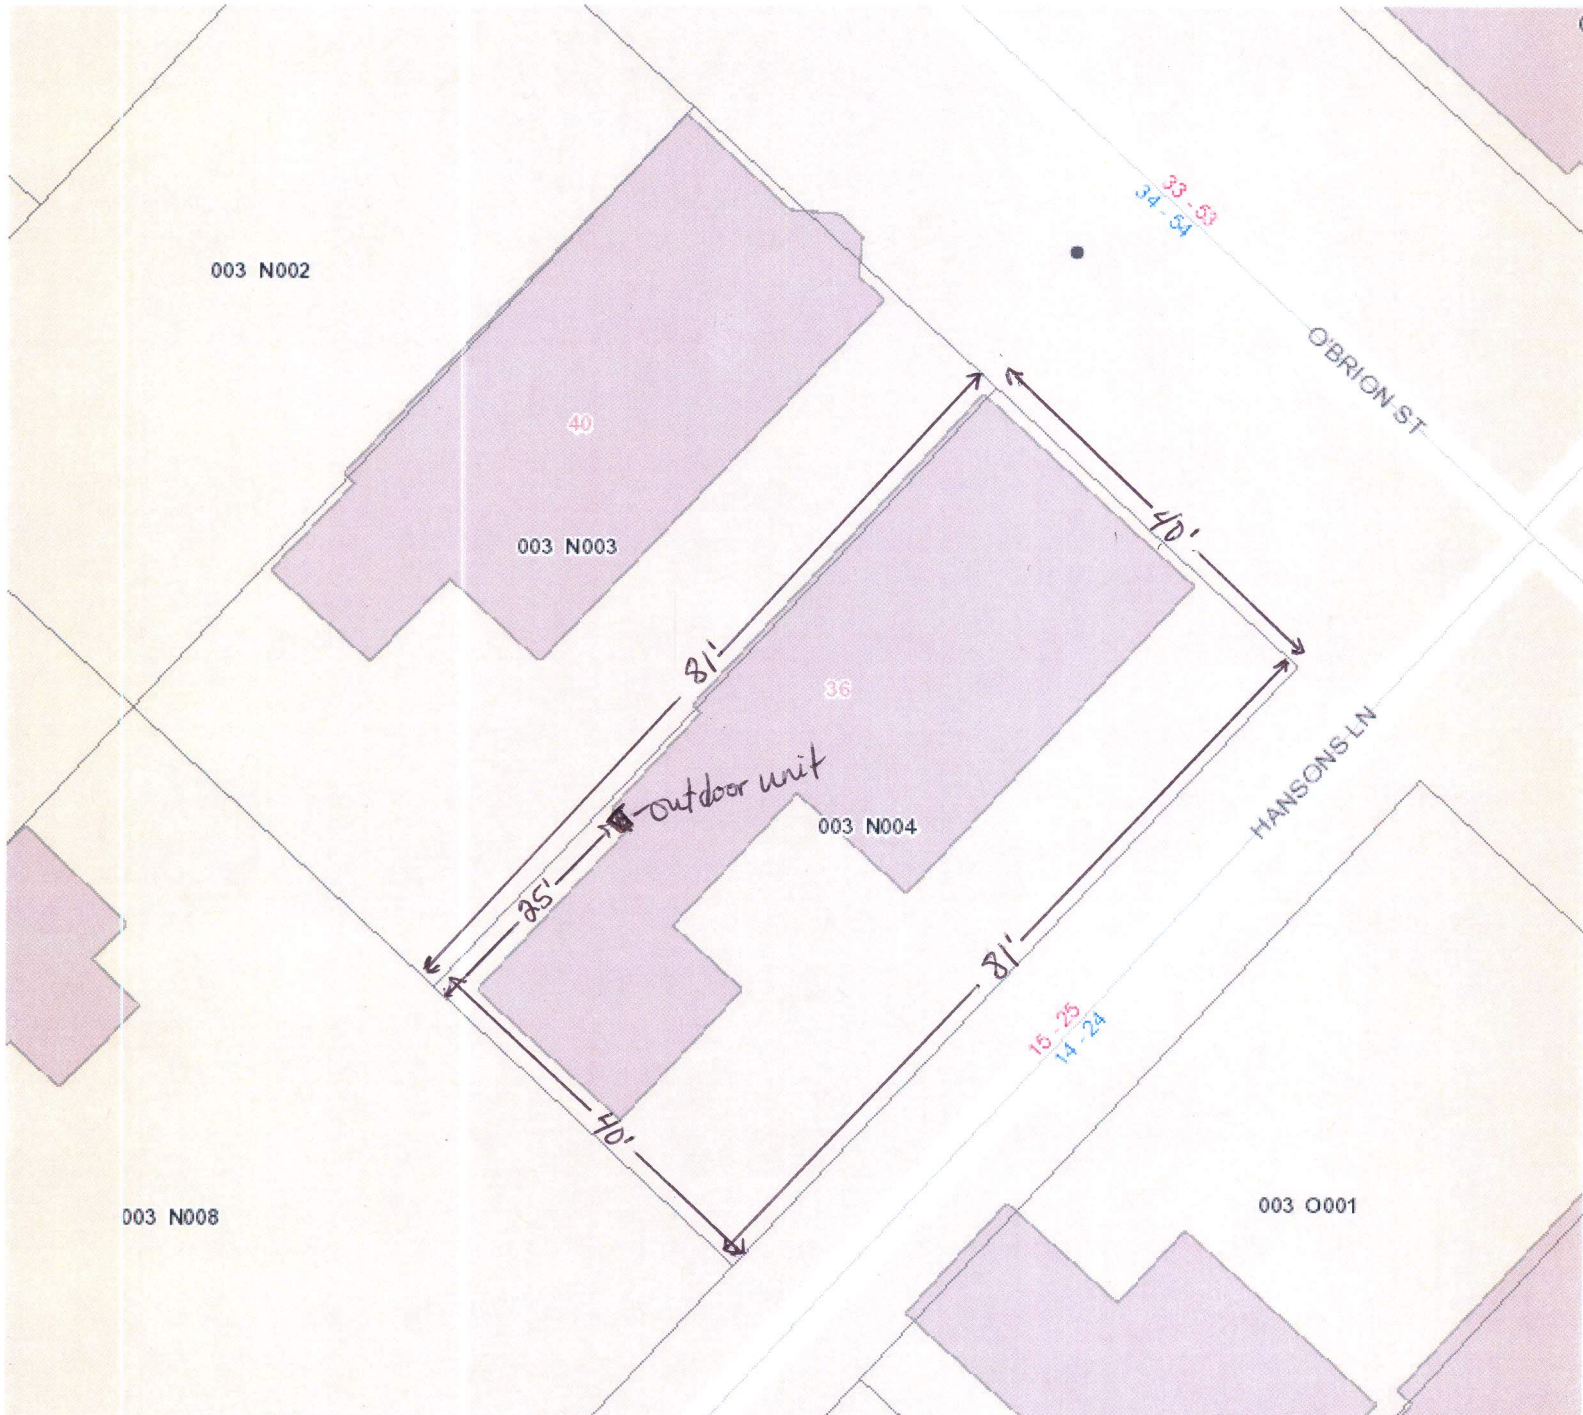 33 - 53
34 - 54
003 N002
O'BRION ST
40
40'
003 N003
81'
36
outdoor unit
HANSONS LN
003 N004
25'
81'
15 - 25
14 - 24
40'
003 O001
003 N008